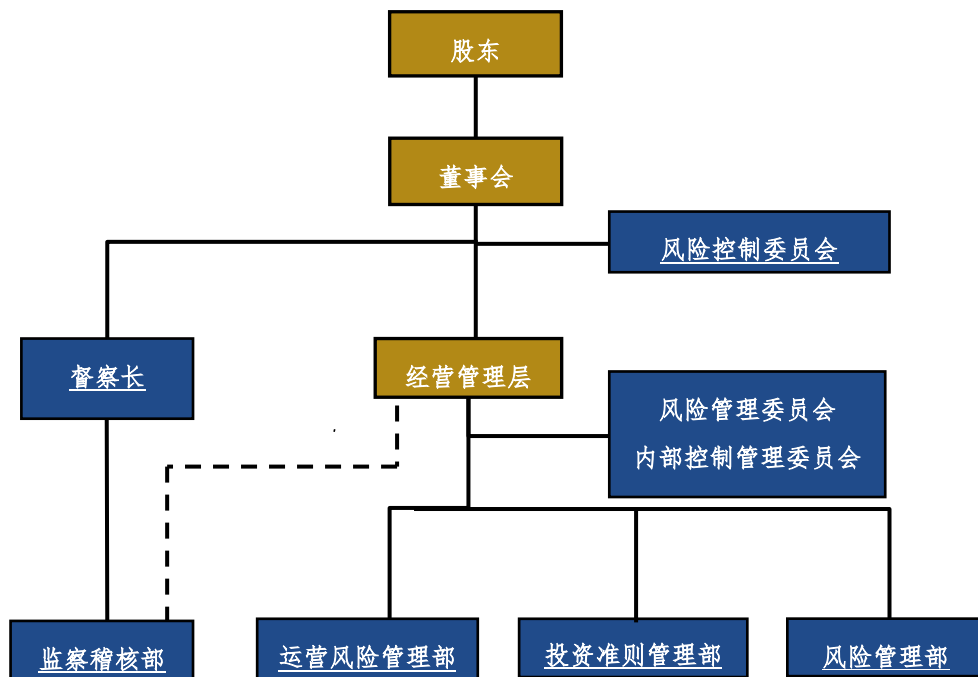 股东
董事会
风险控制委员会
督察长
经营管理层
风险管理委员会
内部控制管理委员会
监察稽核部
运营风险管理部
投资准则管理部
风险管理部